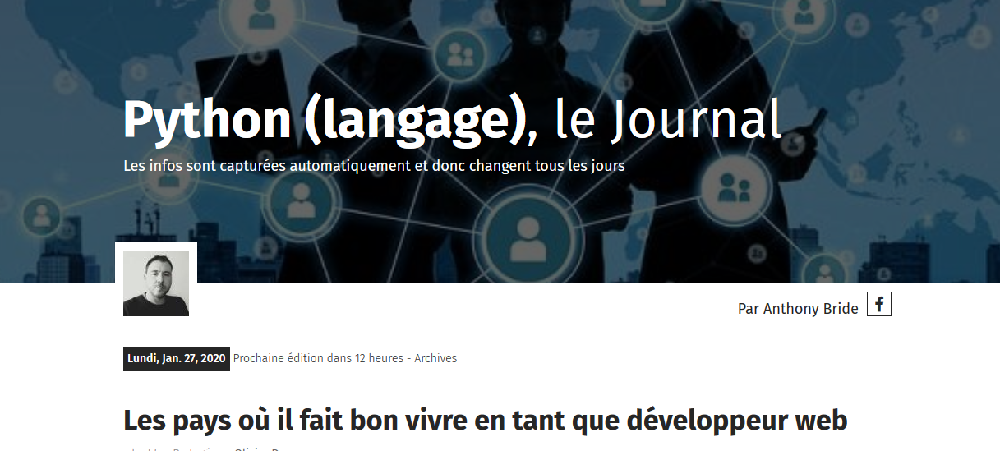 Python (langage), le Journal
Les infos sont capturées automatiquement et donc changent tous les jours
Par Anthony Bride
Lundi, Jan. 27, 2020 Prochaine édition dans 12 heures - Archives
Les pays où il fait bon vivre en tant que développeur web